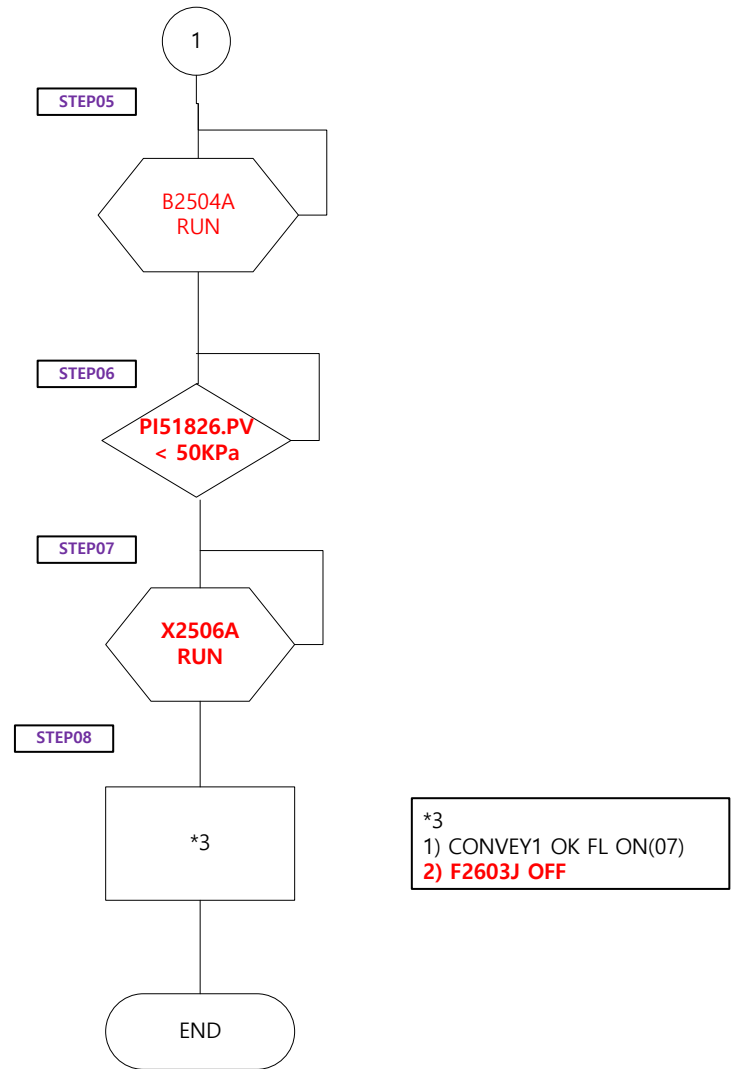 1
STEP05
B2504A
RUN
STEP06
PI51826.PV
< 50KPa
STEP07
X2506A
RUN
STEP08
*3
*3
1) CONVEY1 OK FL ON(07)
2) F2603J OFF
END